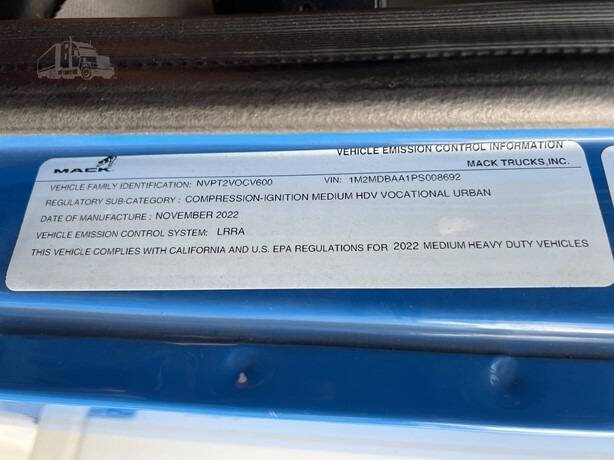 VEHICLE EMISSION CONTROL INFORMATION
MACK MACK TRUCKS,INC.
VEHICLE FAMILY IDENTIFICATION: NVPT2VOCV600 VIN: 1M2MDBAA1PS008692
REGULATORY SUB-CATEGORY : COMPRESSION-IGNITION MEDIUM HDV VOCATIONAL URBAN
DATE OF MANUFACTURE : NOVEMBER 2022
VEHICLE EMISSION CONTROL SYSTEM: LRRA
THIS VEHICLE COMPLIES WITH CALIFORNIA AND U.S. EPA REGULATIONS FOR 2022 MEDIUM HEAVY DUTY VEHICLES